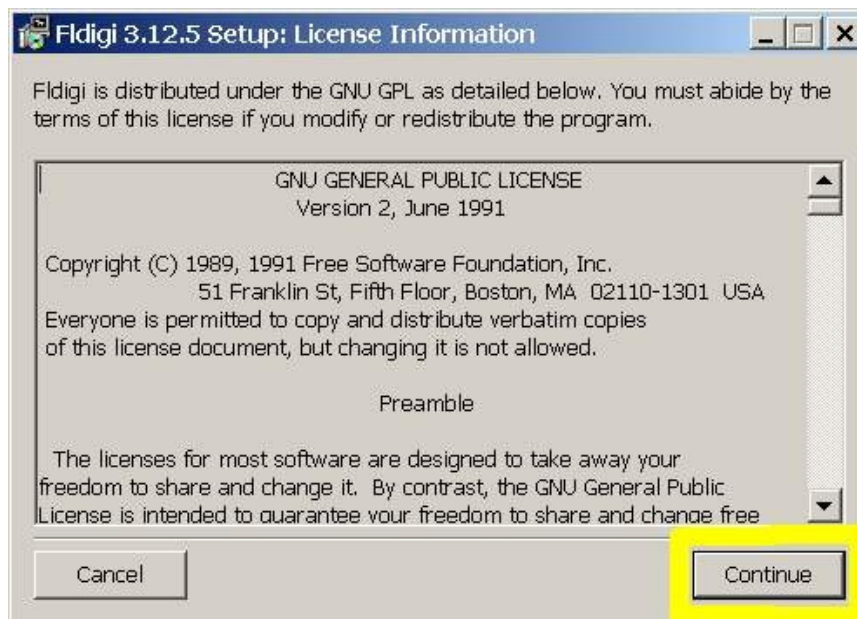 Fldigi 3.12.5 Setup: License Information
Fldigi is distributed under the GNU GPL as detailed below. You must abide by the
terms of this license if you modify or redistribute the program.
GNU GENERAL PUBLIC LICENSE
Version 2, June 1991
Copyright (C) 1989, 1991 Free Software Foundation, Inc.
51 Franklin St, Fifth Floor, Boston, MA 02110-1301 USA
Everyone is permitted to copy and distribute verbatim copies
of this license document, but changing it is not allowed.
Preamble
The licenses for most software are designed to take away your
freedom to share and change it. By contrast, the GNU General Public
License is intended to guarantee your freedom to share and change free
Cancel
Continue